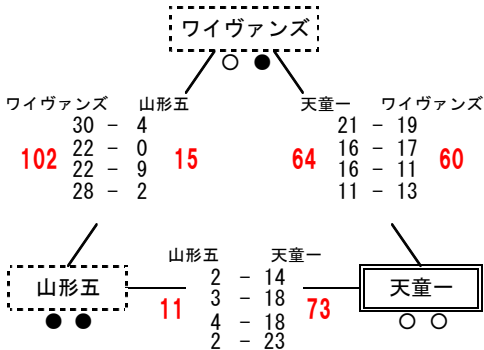 ワイヴァンズ
○ ●
ワイヴァンズ 山形五
30 - 4
22 - 0
22 - 9
28 - 2
102 15
天童一 ワイヴァンズ
21 - 19
16 - 17
16 - 11
11 - 13
64 60
山形五 天童一
2 - 14
3 - 18
4 - 18
2 - 23
11 73
山形五
● ●
天童一
○ ○